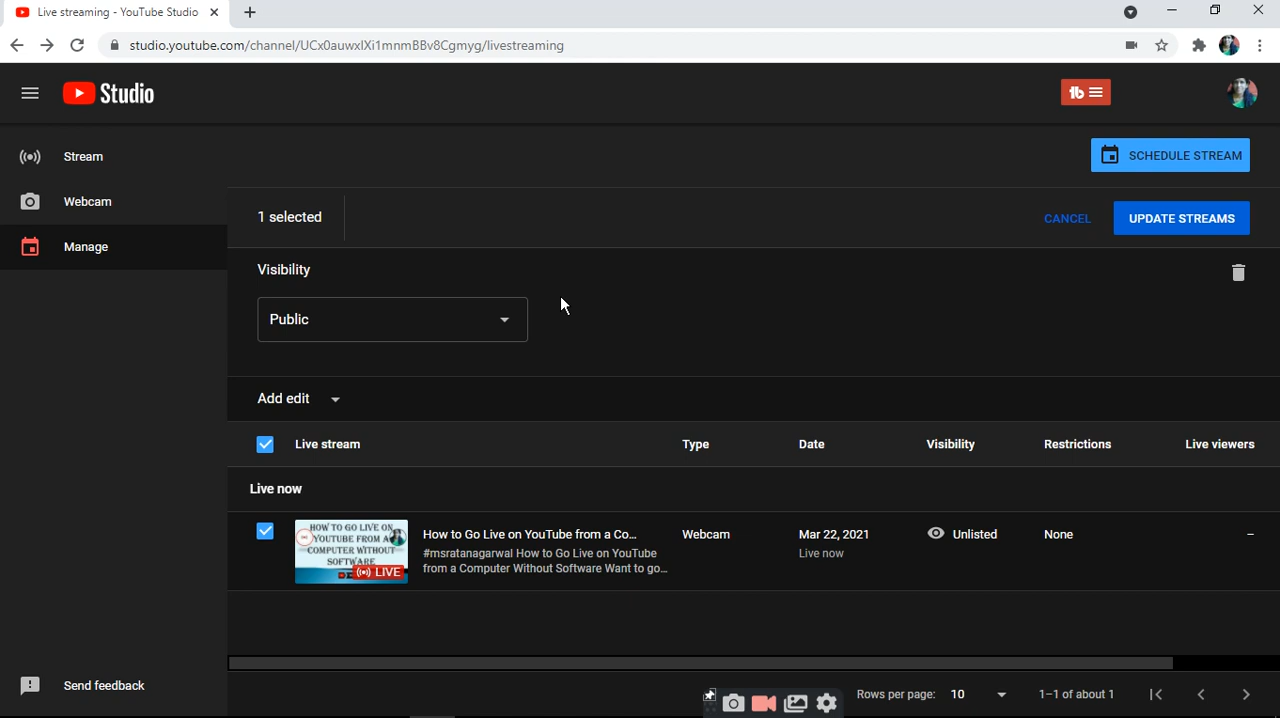 Live streaming - YouTube Studio
studio.youtube.com/channel/UCx0auwxlXi1mnmBBv8Cgmyg/livestreaming
Studio
tb
Stream
SCHEDULE STREAM
Webcam
1 selected
CANCEL
UPDATE STREAMS
Manage
Visibility
Public
Add edit
Live stream
Type
Date
Visibility
Restrictions
Live viewers
Live now
HOW TO GO LIVE ON
YOUTUBE FROM A
COMPUTER WITHOUT
SOFTWARE
LIVE
How to Go Live on YouTube from a Co...
#msratanagarwal How to Go Live on YouTube
from a Computer Without Software Want to go...
Webcam
Mar 22, 2021
Live now
Unlisted
None
–
Send feedback
Rows per page: 10
1–1 of about 1